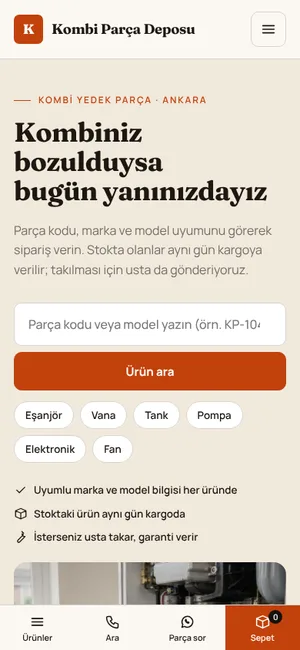 K Kombi Parça Deposu
KOMBİ YEDEK PARÇA · ANKARA
Kombiniz
bozulduysa
bugün yanınızdayız
Parça kodu, marka ve model uyumunu görerek
sipariş verin. Stokta olanlar aynı gün kargoya
verilir; takılması için usta da gönderiyoruz.
Parça kodu veya model yazın (örn. KP-104
Ürün ara
Eşanjör Vana Tank Pompa
Elektronik Fan
Uyumlu marka ve model bilgisi her üründe
Stoktaki ürün aynı gün kargoda
İsterseniz usta takar, garanti verir
0
Ürünler Ara Parça sor Sepet